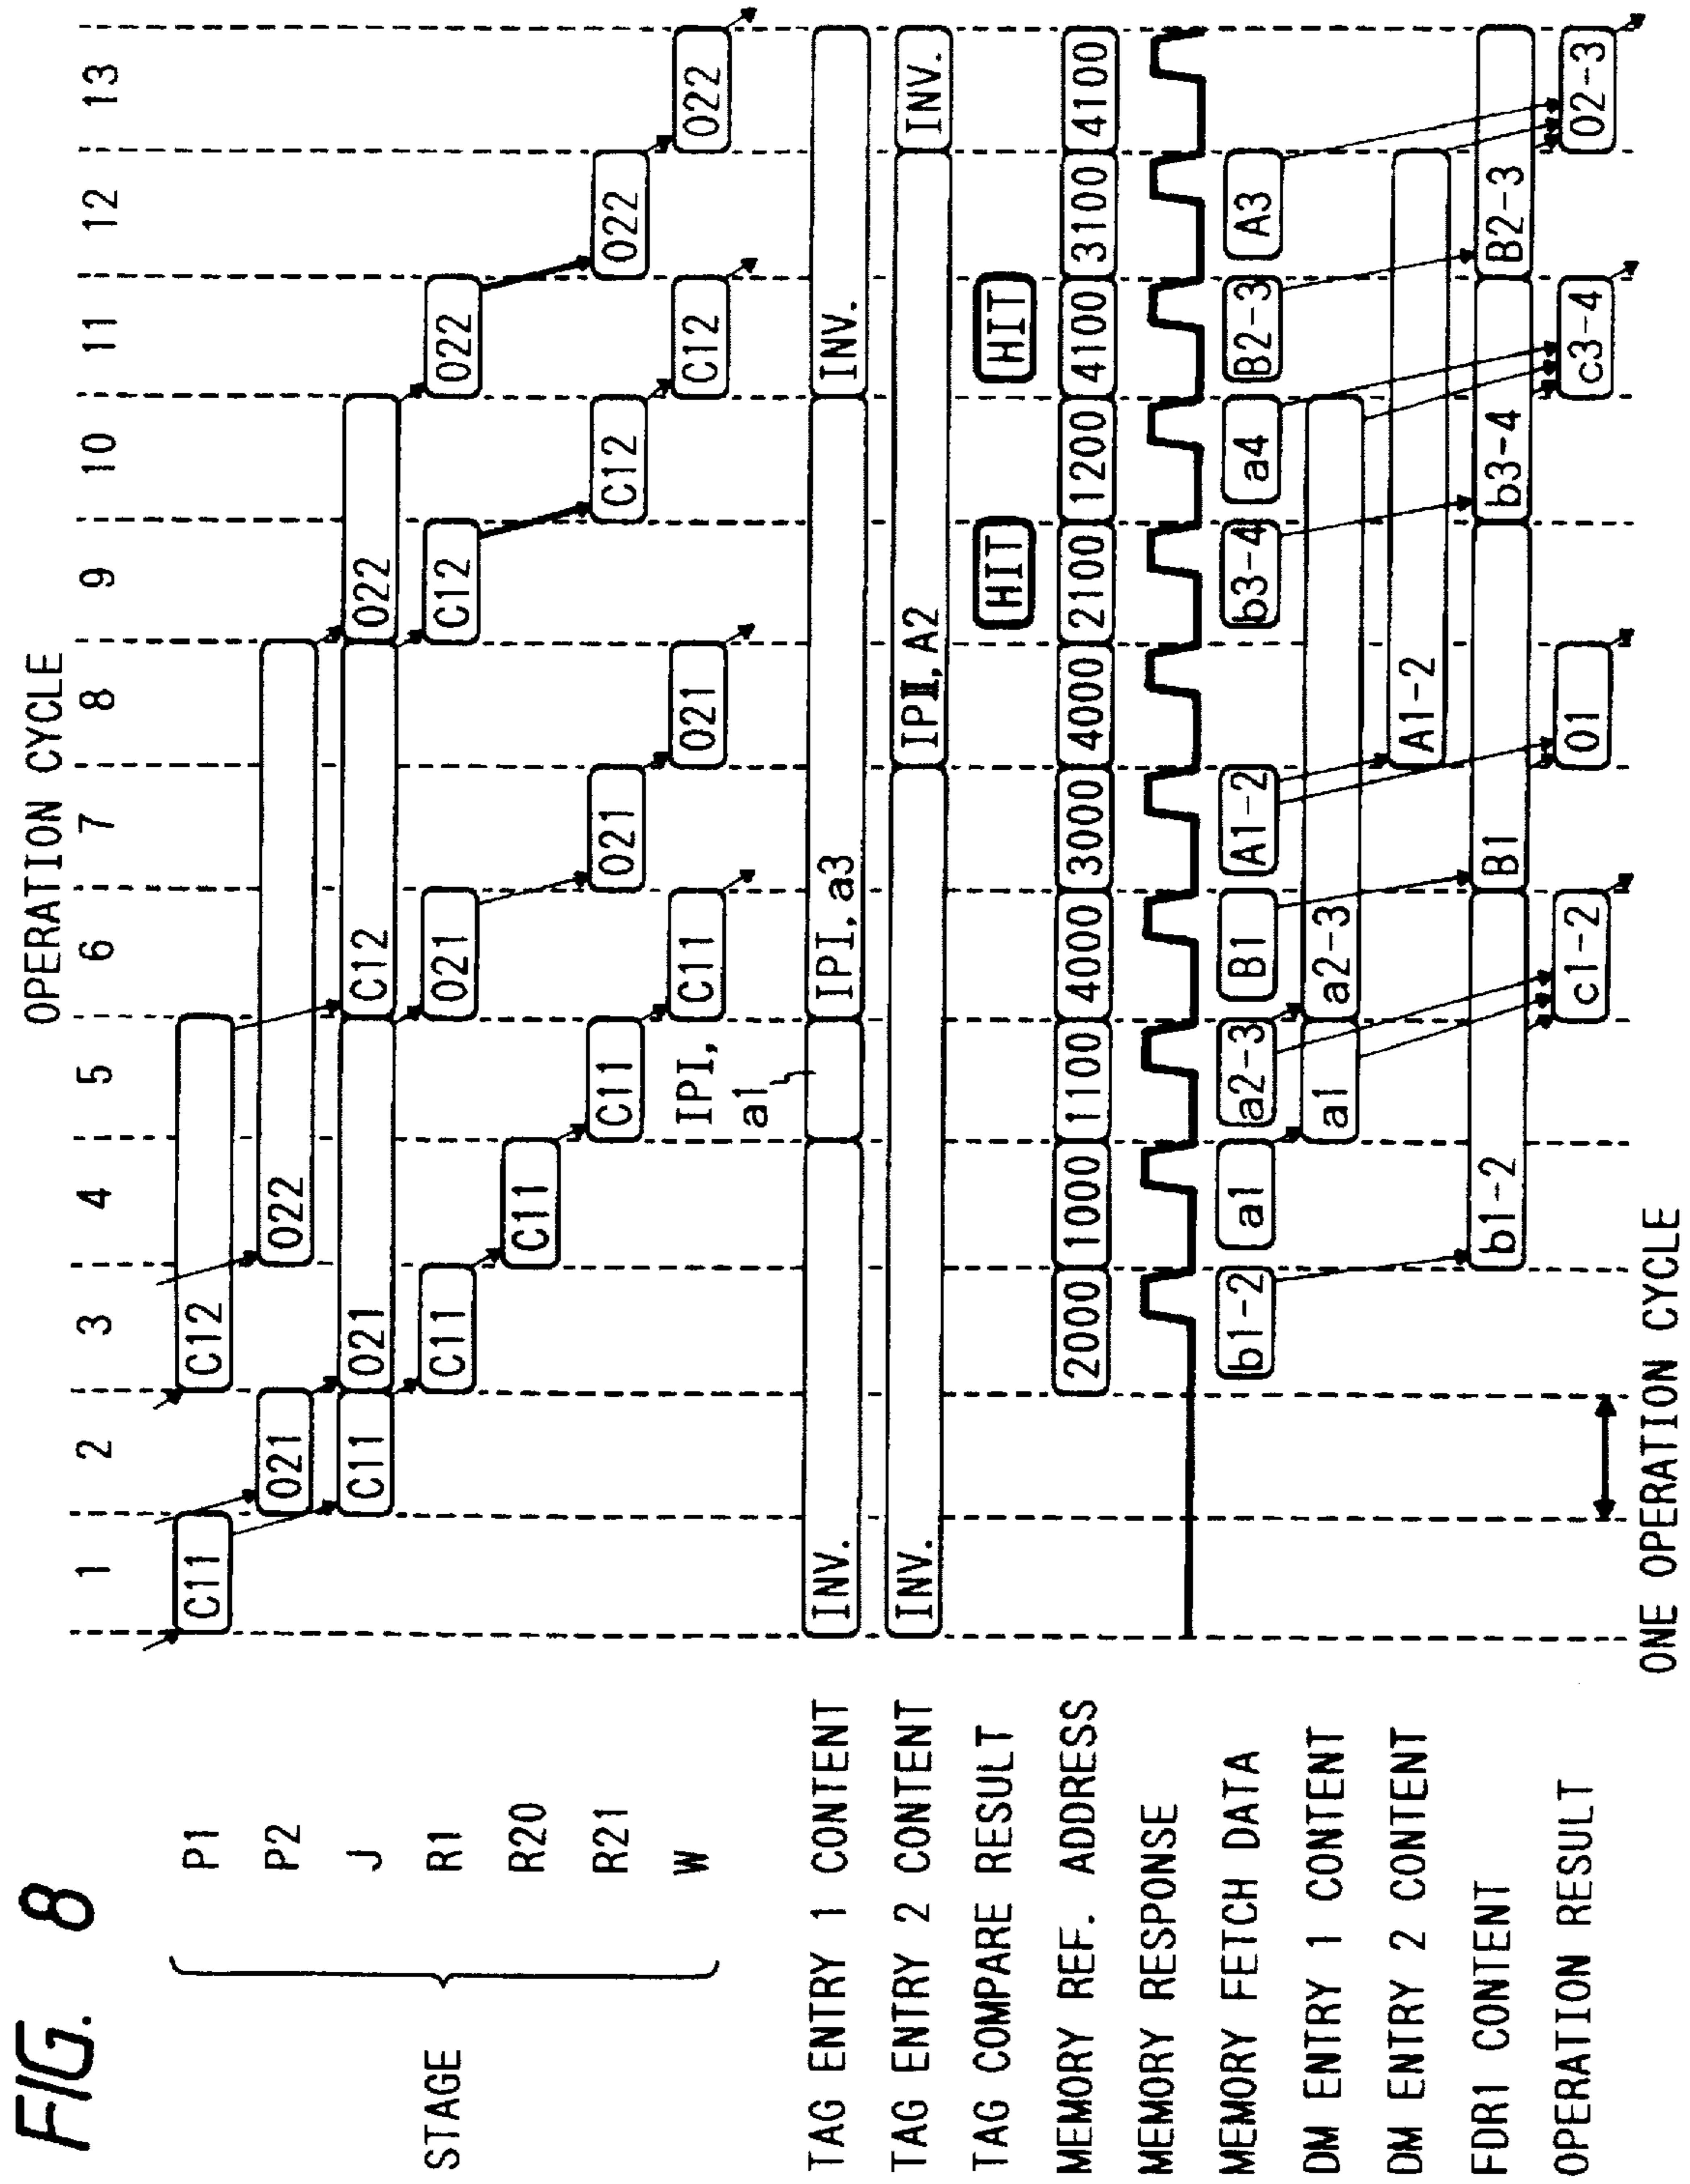 FIG. 8
OPERATION CYCLE
1 2 3 4 5 6 7 8 9 10 11 12 13
STAGE
P1 C11 C12
P2 O21 O22
J C11 O21 C12 O22
R1 C11 O21 C12 O22
R20 C11
R21 C11 O21 C12 O22
W C11 O21 C12 O22
IPI,
a1
TAG ENTRY 1 CONTENT INV. IPI, a3 INV.
TAG ENTRY 2 CONTENT INV. IPII, A2 INV.
TAG COMPARE RESULT HIT HIT
MEMORY REF. ADDRESS 2000 1000 1100 4000 3000 4000 2100 1200 4100 3100 4100
MEMORY RESPONSE
MEMORY FETCH DATA b1-2 a1 a2-3 B1 A1-2 b3-4 a4 B2-3 A3
DM ENTRY 1 CONTENT a1 a2-3
DM ENTRY 2 CONTENT A1-2
FDR1 CONTENT b1-2 B1 b3-4 B2-3
OPERATION RESULT c1-2 O1 c3-4 O2-3
ONE OPERATION CYCLE